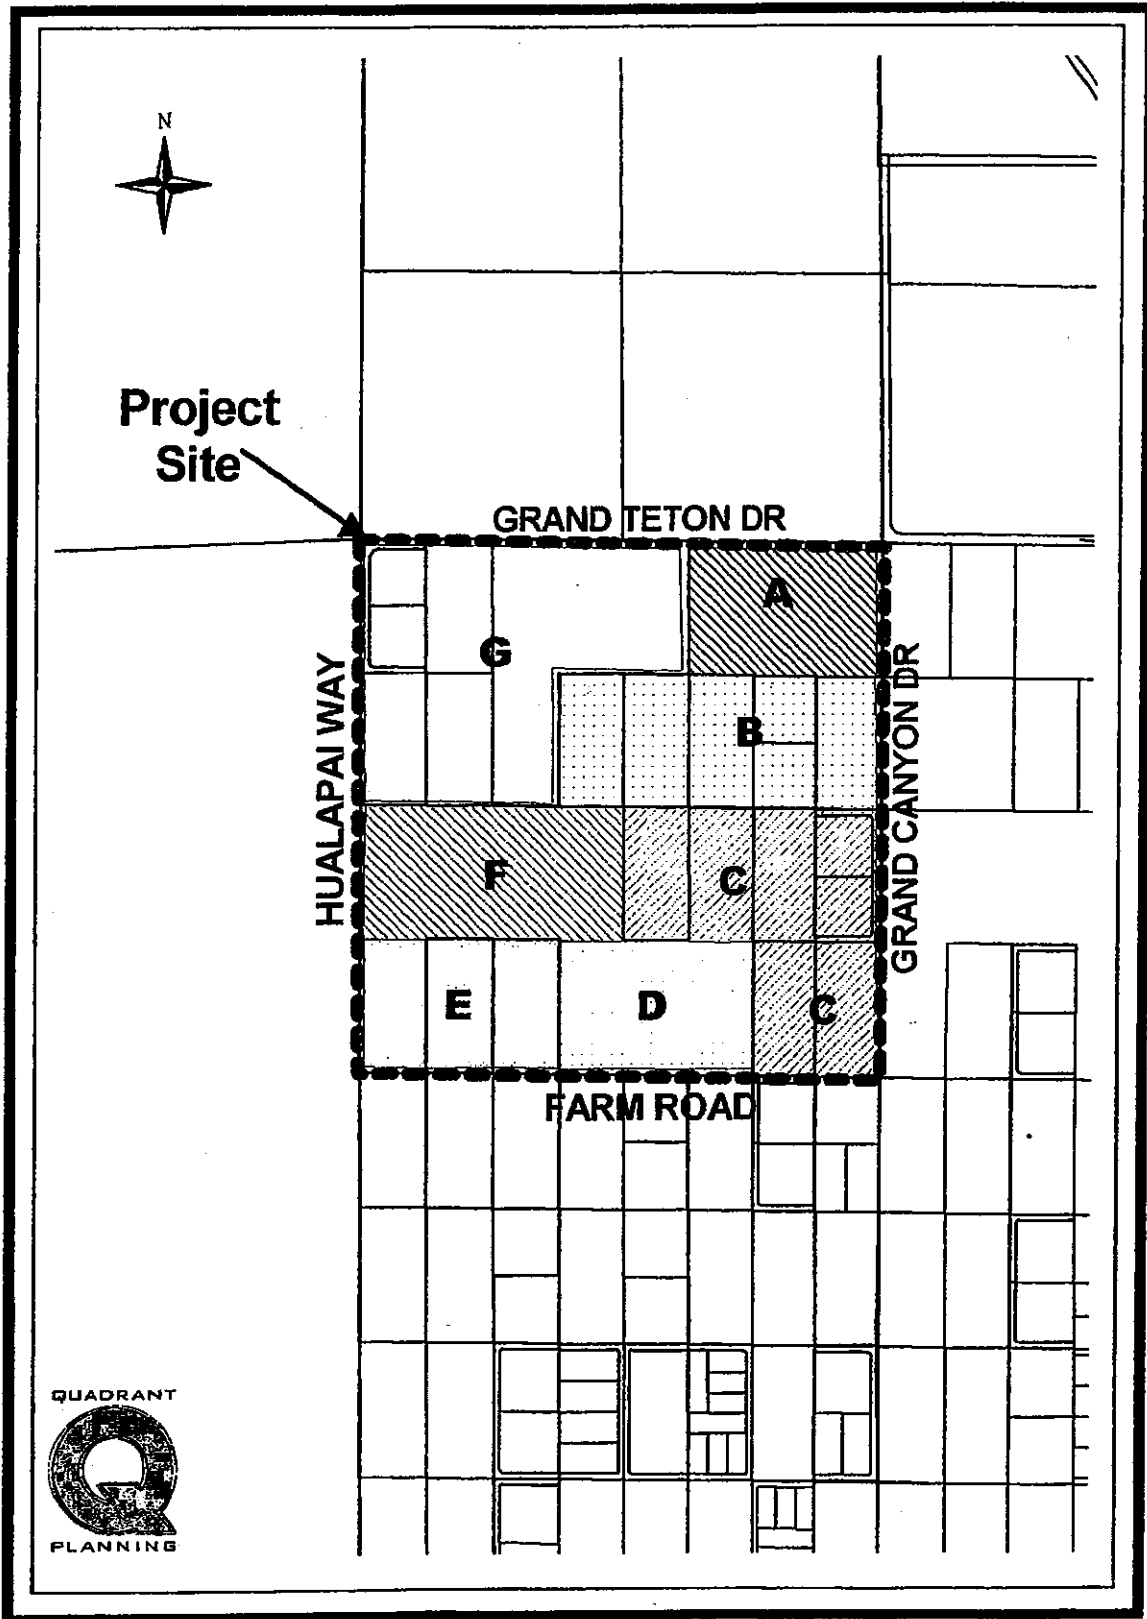 N
Project
Site
GRAND TETON DR
A
G
HUALAPAI WAY
GRAND CANYON DR
B
F
C
E
D
C
FARM ROAD
QUADRANT
Q
PLANNING